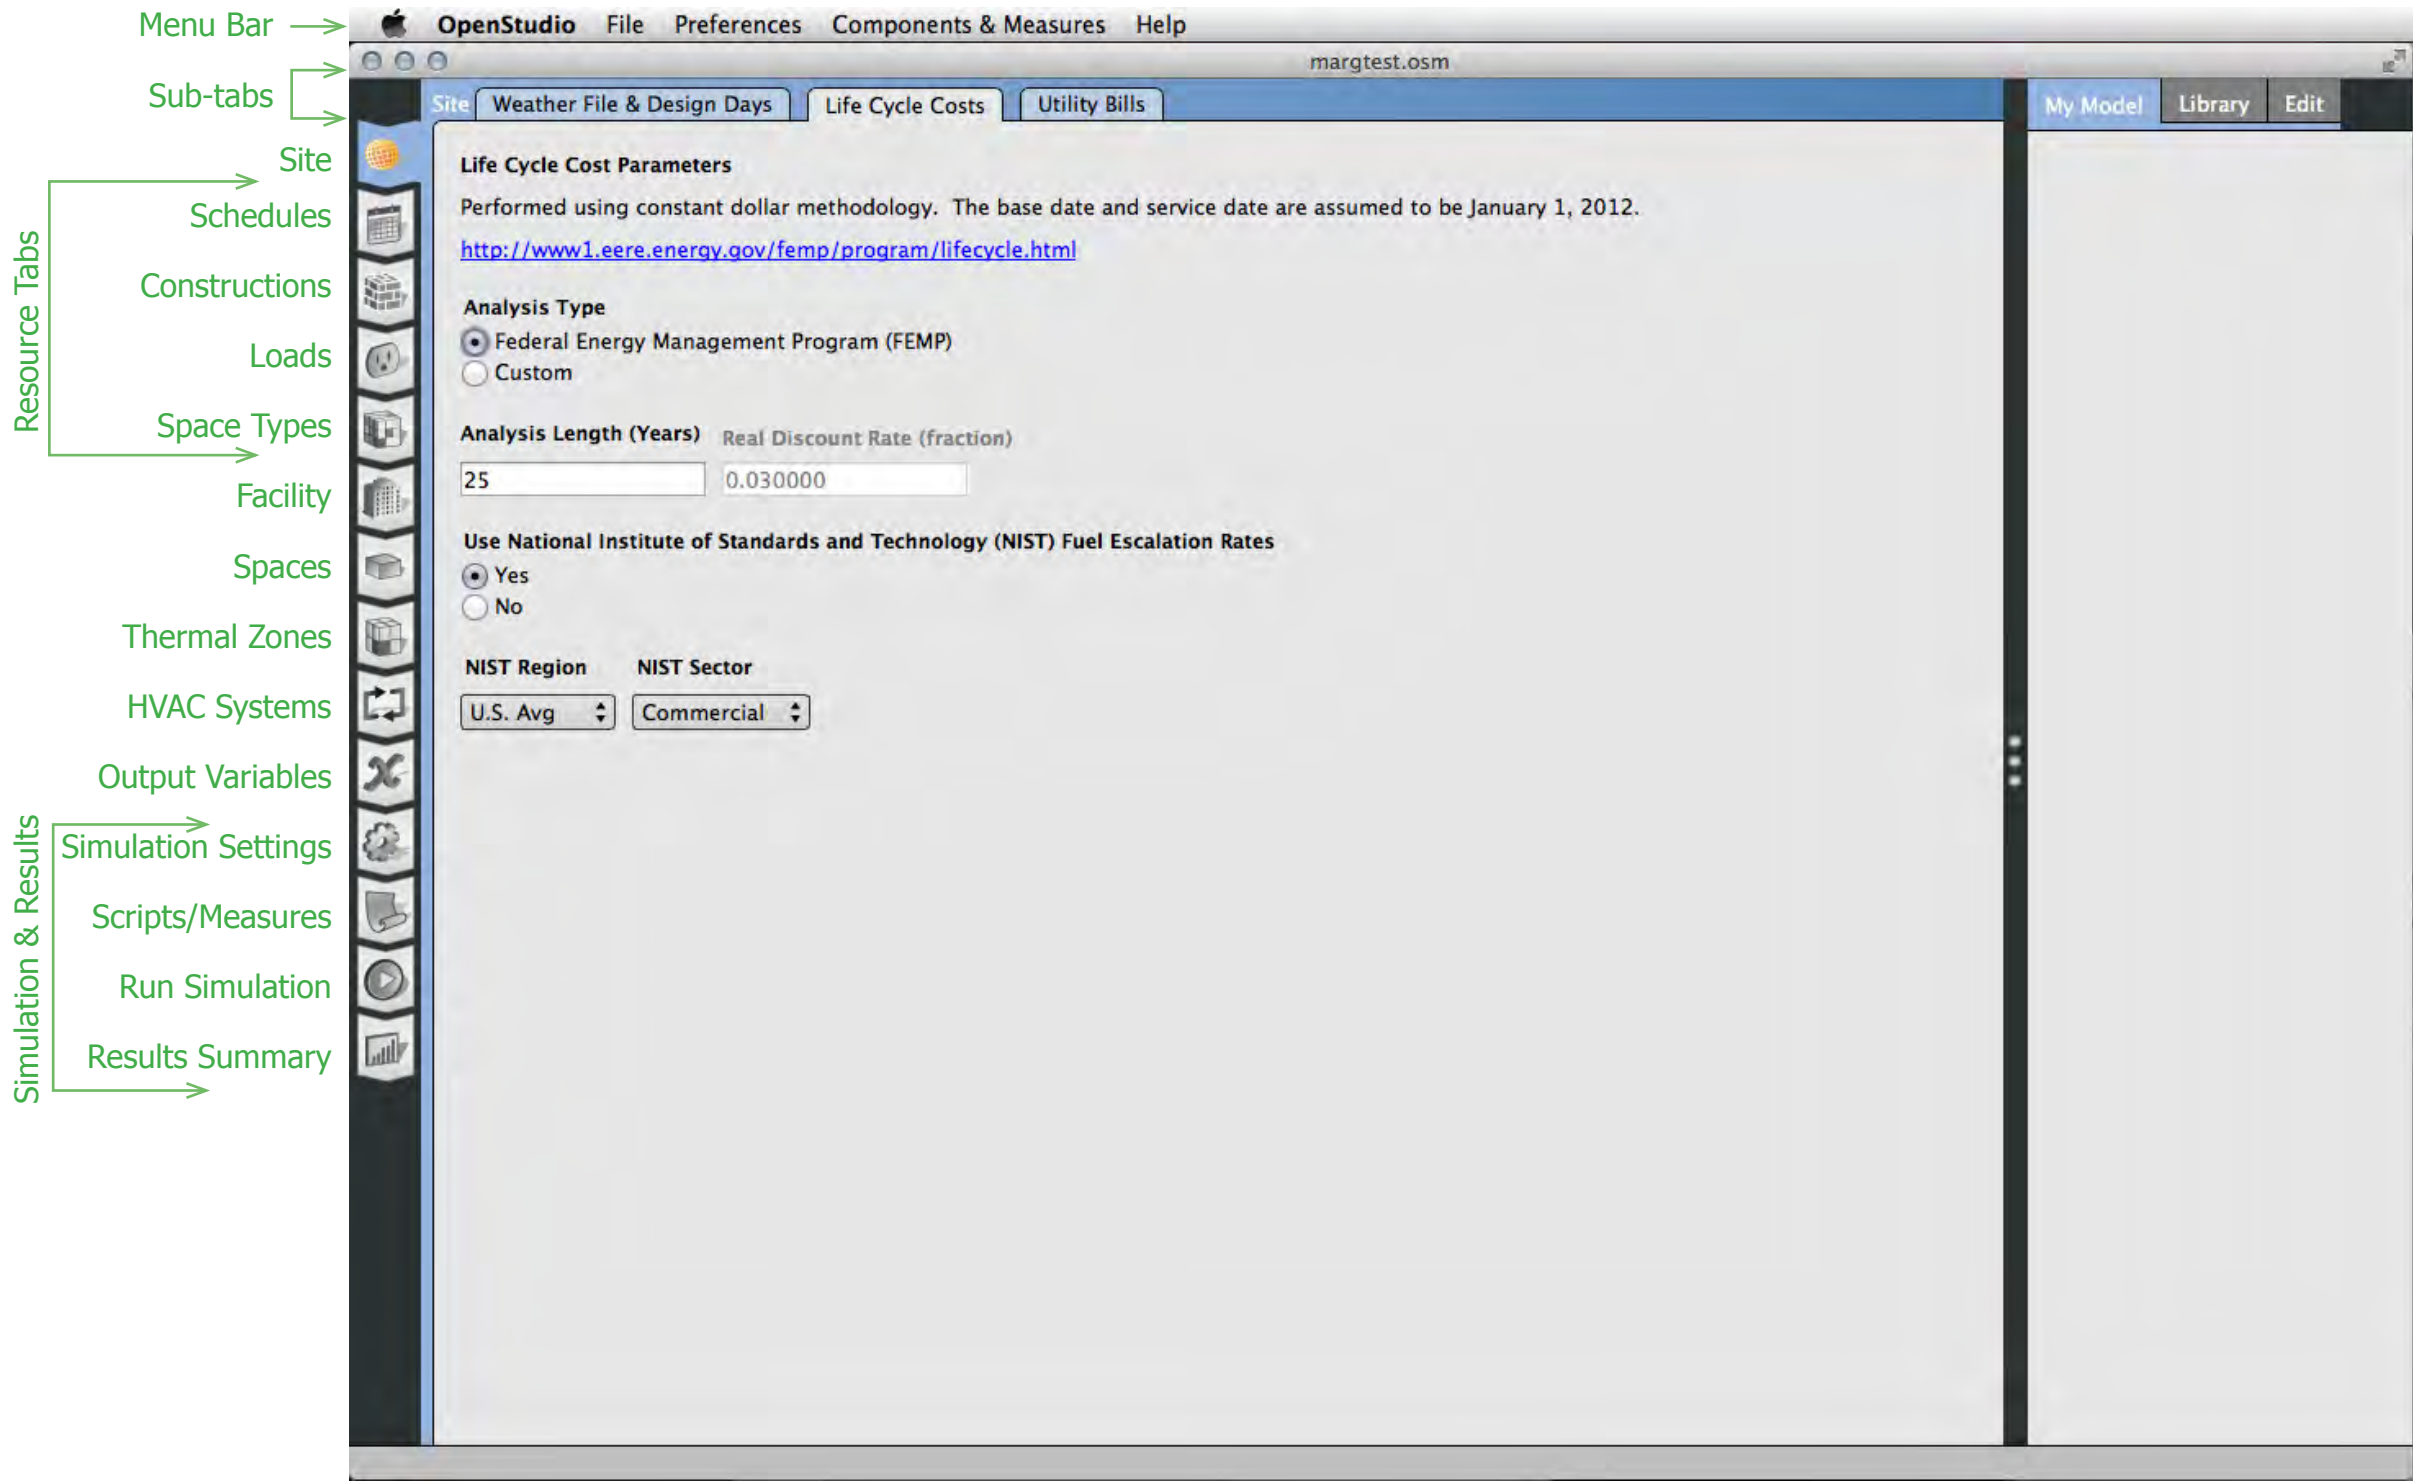 Menu Bar
OpenStudio File Preferences Components & Measures Help
margtest.osm
Sub-tabs
Site Weather File & Design Days Life Cycle Costs Utility Bills
My Model Library Edit
Resource Tabs
Site
Schedules
Constructions
Loads
Space Types
Facility
Spaces
Thermal Zones
HVAC Systems
Output Variables
Simulation & Results
Simulation Settings
Scripts/Measures
Run Simulation
Results Summary
Life Cycle Cost Parameters
Performed using constant dollar methodology. The base date and service date are assumed to be January 1, 2012.
http://www1.eere.energy.gov/femp/program/lifecycle.html
Analysis Type
Federal Energy Management Program (FEMP)
Custom
Analysis Length (Years) Real Discount Rate (fraction)
25 0.030000
Use National Institute of Standards and Technology (NIST) Fuel Escalation Rates
Yes
No
NIST Region NIST Sector
U.S. Avg Commercial